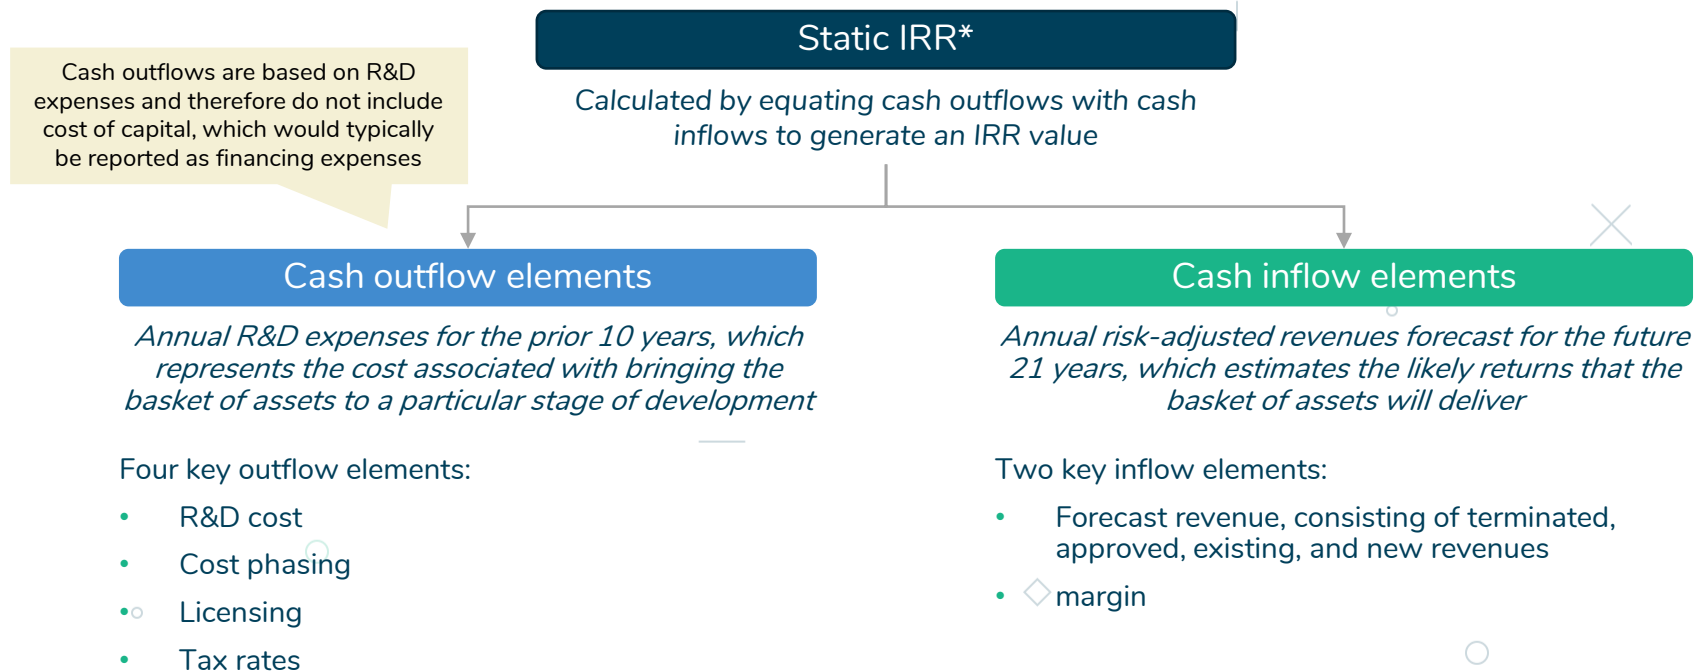 Static IRR*
Calculated by equating cash outflows with cash
inflows to generate an IRR value
Cash outflows are based on R&D
expenses and therefore do not include
cost of capital, which would typically
be reported as financing expenses
Cash outflow elements
Annual R&D expenses for the prior 10 years, which
represents the cost associated with bringing the
basket of assets to a particular stage of development
Four key outflow elements:
• R&D cost
• Cost phasing
• Licensing
• Tax rates
Cash inflow elements
Annual risk-adjusted revenues forecast for the future
21 years, which estimates the likely returns that the
basket of assets will deliver
Two key inflow elements:
• Forecast revenue, consisting of terminated,
approved, existing, and new revenues
• margin